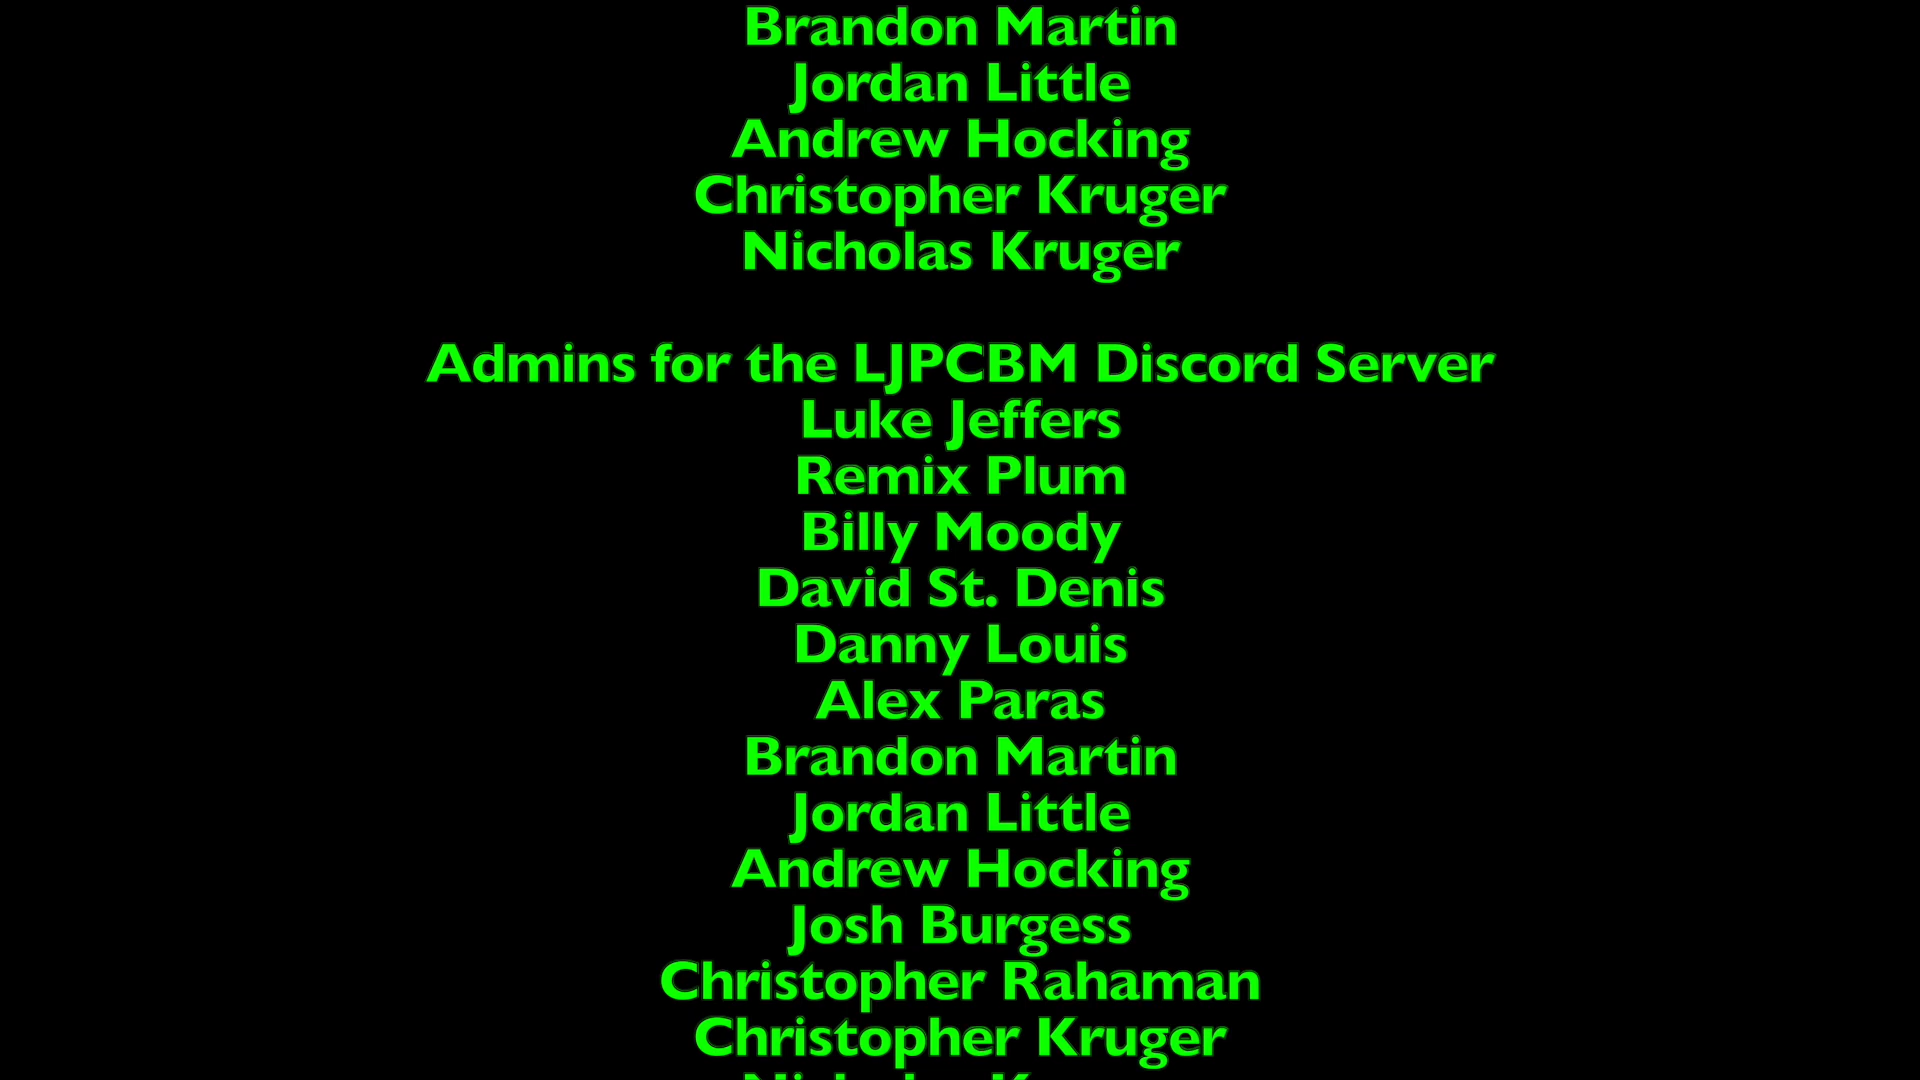 Brandon Martin
Jordan Little
Andrew Hocking
Christopher Kruger
Nicholas Kruger
Admins for the LJPCBM Discord Server
Luke Jeffers
Remix Plum
Billy Moody
David St. Denis
Danny Louis
Alex Paras
Brandon Martin
Jordan Little
Andrew Hocking
Josh Burgess
Christopher Rahaman
Christopher Kruger